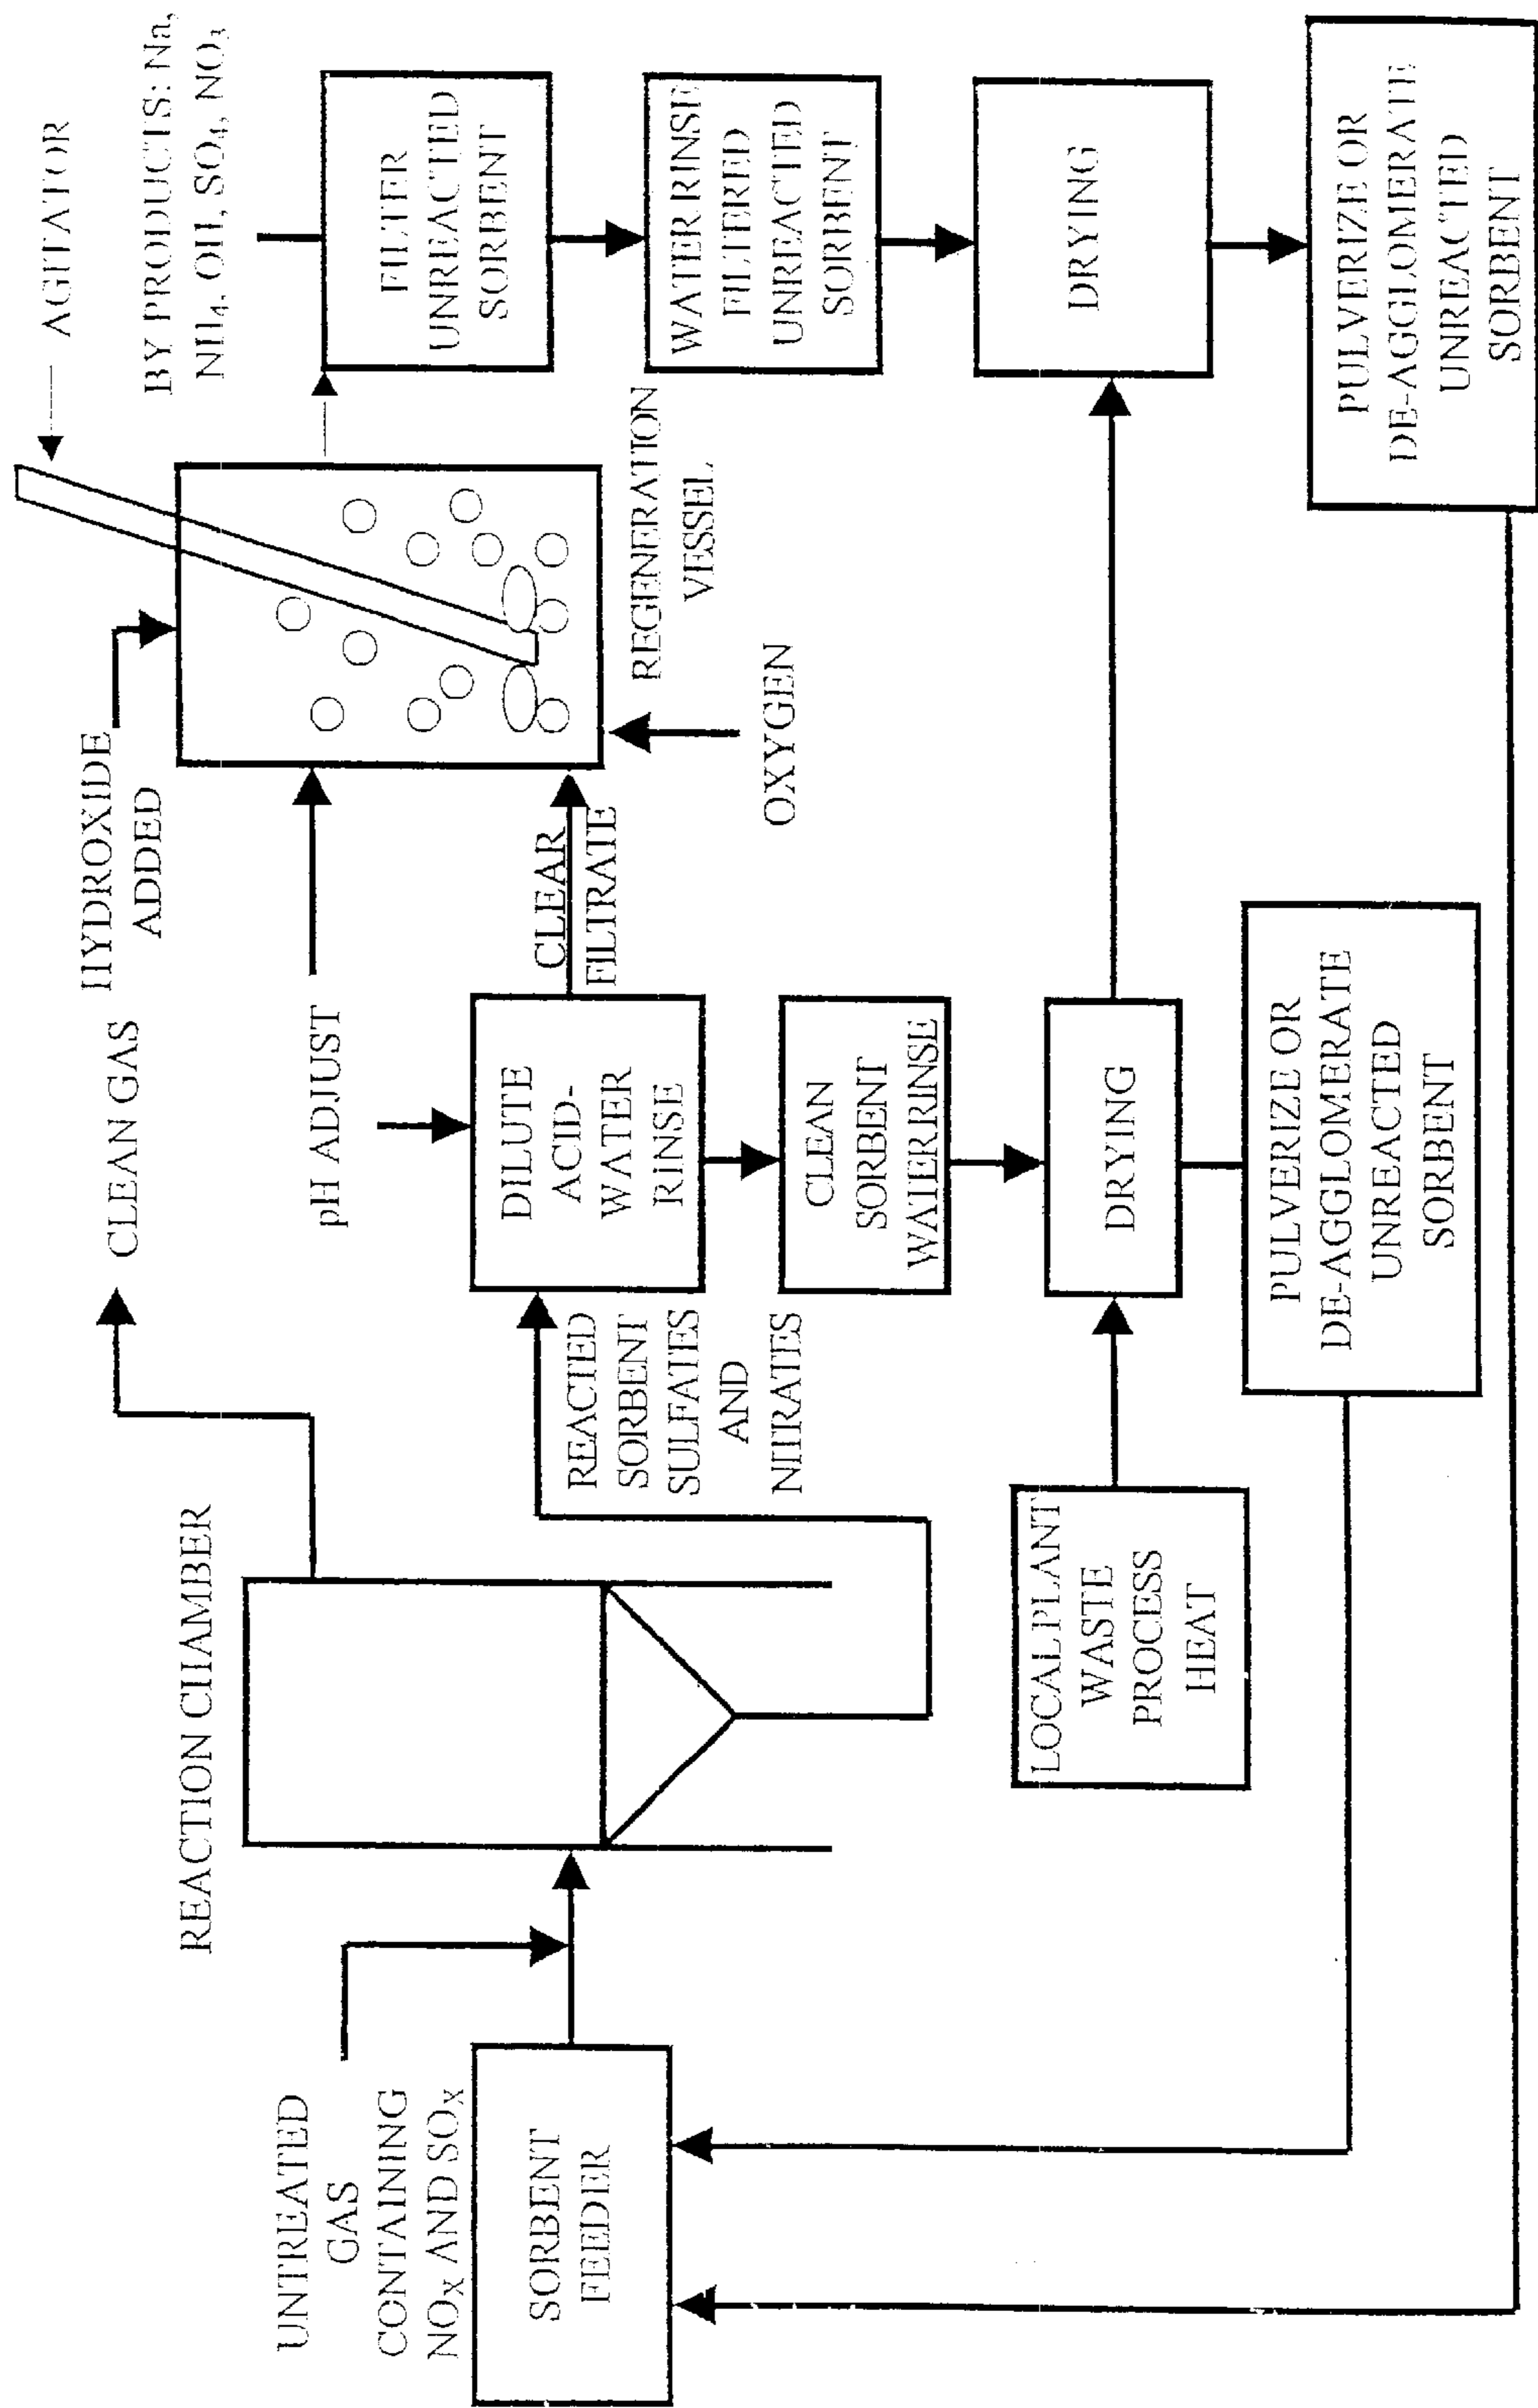 UNTREATED
GAS
CONTAINING
NOX AND SOX
SORBENT
FEEDER
REACTION CHAMBER
CLEAN GAS
REACTED
SORBENT
SULFATES
AND
NITRATES
LOCAL PLANT
WASTE
PROCESS
HEAT
pH ADJUST
DILUTE
ACID-
WATER
RINSE
CLEAN
SORBENT
WATER RINSE
DRYING
PULVERIZE OR
DE-AGGLOMERATE
UNREACTED
SORBENT
HYDROXIDE
ADDED
CLEAR
FILTRATE
OXYGEN
REGENERATION
VESSEL
AGITATOR
BY PRODUCTS: Na,
NH4, OH, SO4, NO3
FILTER
UNREACTED
SORBENT
WATER RINSE
FILTERED
UNREACTED
SORBENT
DRYING
PULVERIZE OR
DE-AGGLOMERATE
UNREACTED
SORBENT